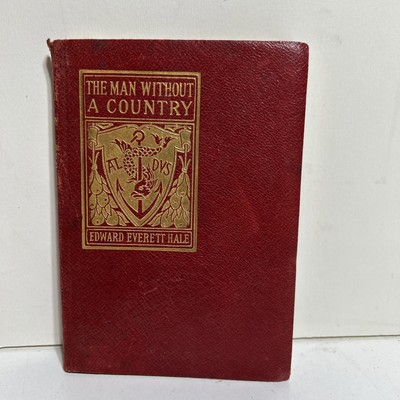 THE MAN WITHOUT
A COUNTRY
AL DVS
EDWARD EVERETT HALE